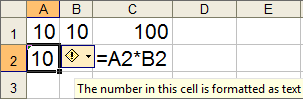 A B C
1 10 10 100
2 10 ! =A2*B2
3 The number in this cell is formatted as text